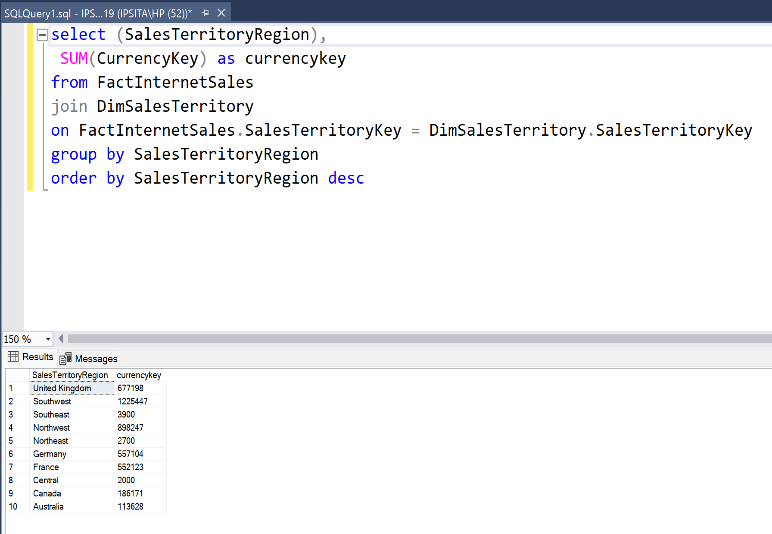 SQLQuery1.sql - IPS...19 (IPSITA\HP (52))*
select (SalesTerritoryRegion),
SUM(CurrencyKey) as currencykey
from FactInternetSales
join DimSalesTerritory
on FactInternetSales.SalesTerritoryKey = DimSalesTerritory.SalesTerritoryKey
group by SalesTerritoryRegion
order by SalesTerritoryRegion desc
150 %
Results Messages
SalesTerritoryRegion currencykey
1 United Kingdom 677198
2 Southwest 1225447
3 Southeast 3900
4 Northwest 898247
5 Northeast 2700
6 Germany 557104
7 France 552123
8 Central 2000
9 Canada 186171
10 Australia 113628